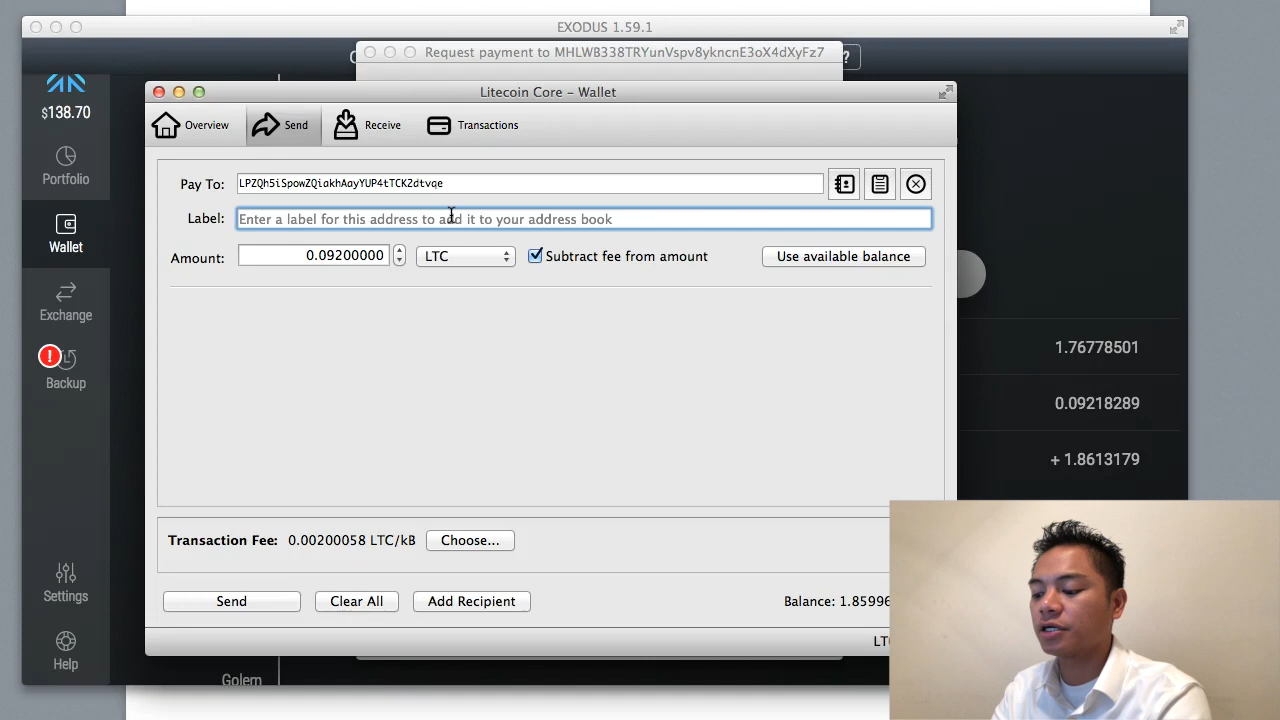 EXODUS 1.59.1
Request payment to MHLWB338TRYunVspv8ykncnE3oX4dXyFz7
?
$138.70
Portfolio
Wallet
Exchange
!
Backup
Settings
Help
Golem
Litecoin Core - Wallet
Overview
Send
Receive
Transactions
Pay To: LPZQh5iSpowZQiakhAayYUP4tTCKZdtvqe
Label: Enter a label for this address to add it to your address book
Amount: 0.09200000 LTC Subtract fee from amount Use available balance
Transaction Fee: 0.00200058 LTC/kB Choose...
Send Clear All Add Recipient Balance: 1.85996
LT
1.76778501
0.09218289
+ 1.8613179